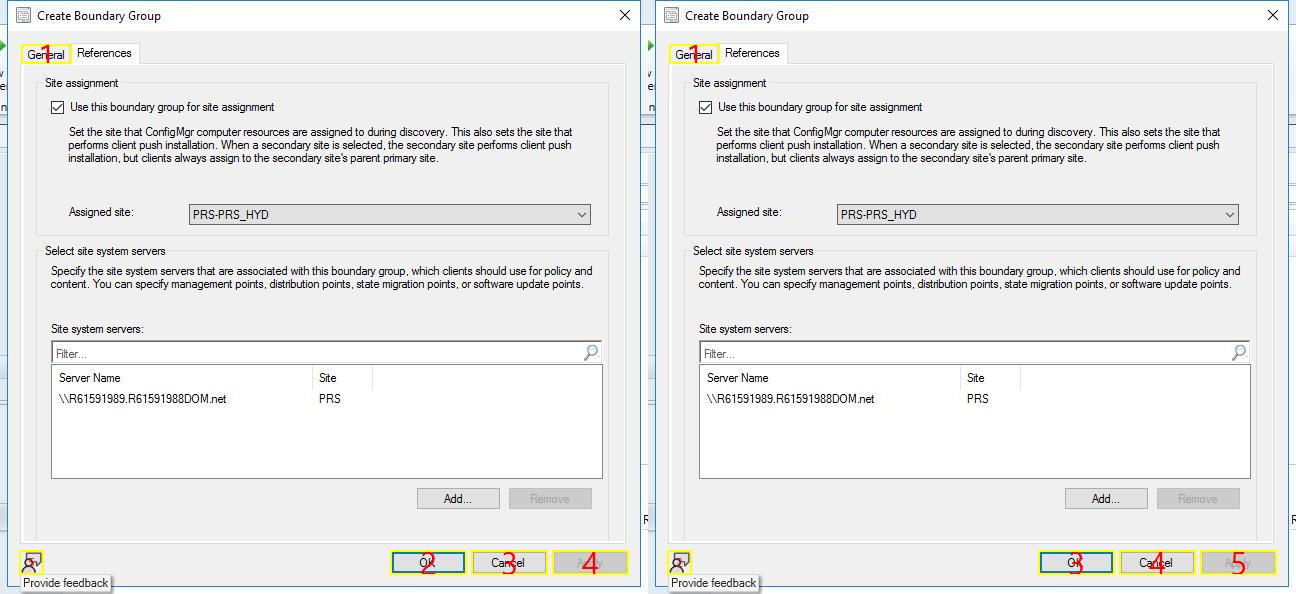 Create Boundary Group
General
1
References
Site assignment
Use this boundary group for site assignment
Set the site that ConfigMgr computer resources are assigned to during discovery. This also sets the site that
performs client push installation. When a secondary site is selected, the secondary site performs client push
installation, but clients always assign to the secondary site's parent primary site.
Assigned site:
PRS-PRS_HYD
Select site system servers
Specify the site system servers that are associated with this boundary group, which clients should use for policy and
content. You can specify management points, distribution points, state migration points, or software update points.
Site system servers:
Filter...
Server Name Site
\\R61591989.R61591988DOM.net PRS
Add... Remove
OK Cancel Apply
2 3 4
Provide feedback
Create Boundary Group
General
1
References
Site assignment
Use this boundary group for site assignment
Set the site that ConfigMgr computer resources are assigned to during discovery. This also sets the site that
performs client push installation. When a secondary site is selected, the secondary site performs client push
installation, but clients always assign to the secondary site's parent primary site.
Assigned site:
PRS-PRS_HYD
Select site system servers
Specify the site system servers that are associated with this boundary group, which clients should use for policy and
content. You can specify management points, distribution points, state migration points, or software update points.
Site system servers:
Filter...
Server Name Site
\\R61591989.R61591988DOM.net PRS
Add... Remove
OK Cancel Apply
3 4 5
Provide feedback